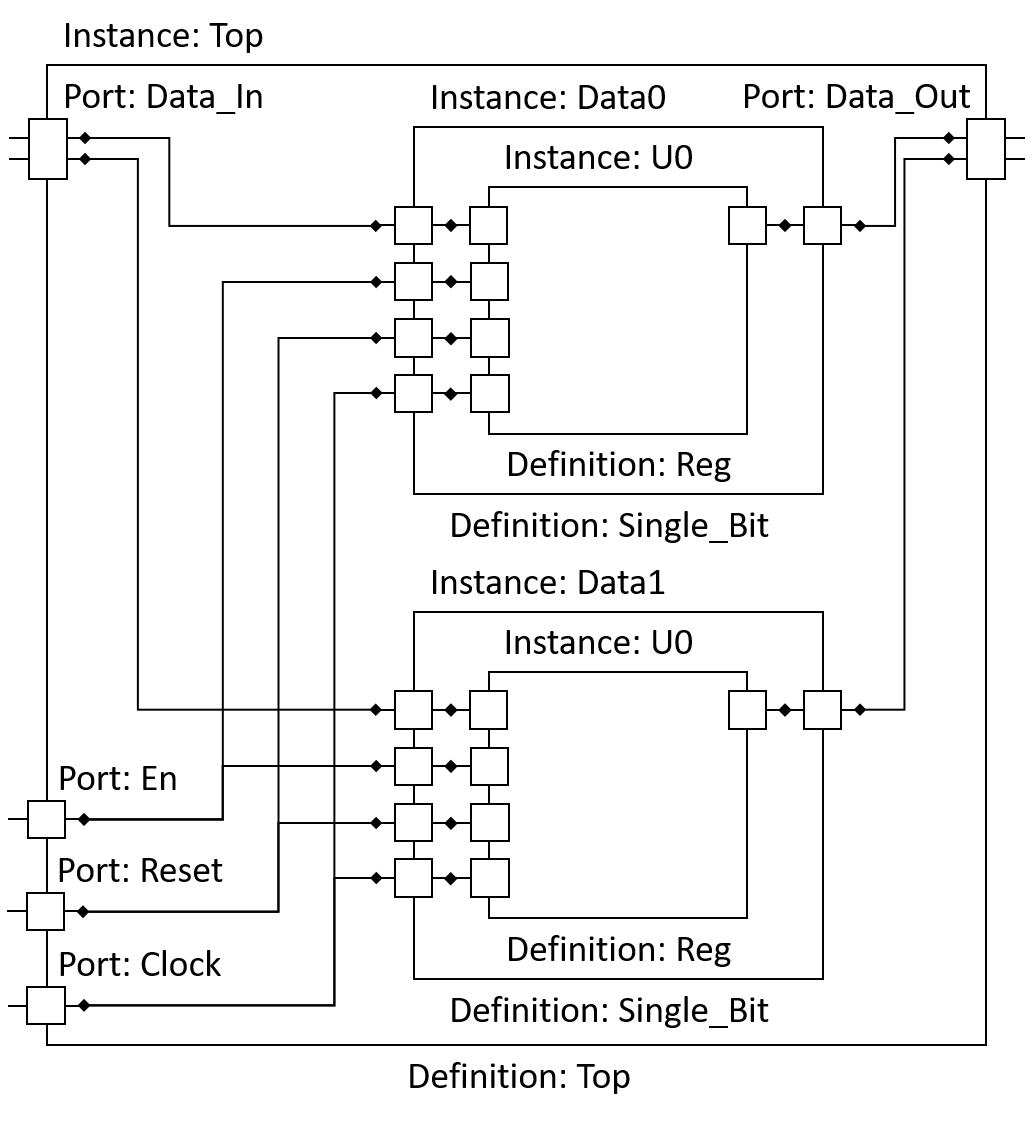 Instance: Top
Port: Data_In
Instance: Data0
Port: Data_Out
Instance: U0
Definition: Reg
Definition: Single_Bit
Instance: Data1
Instance: U0
Port: En
Port: Reset
Definition: Reg
Port: Clock
Definition: Single_Bit
Definition: Top